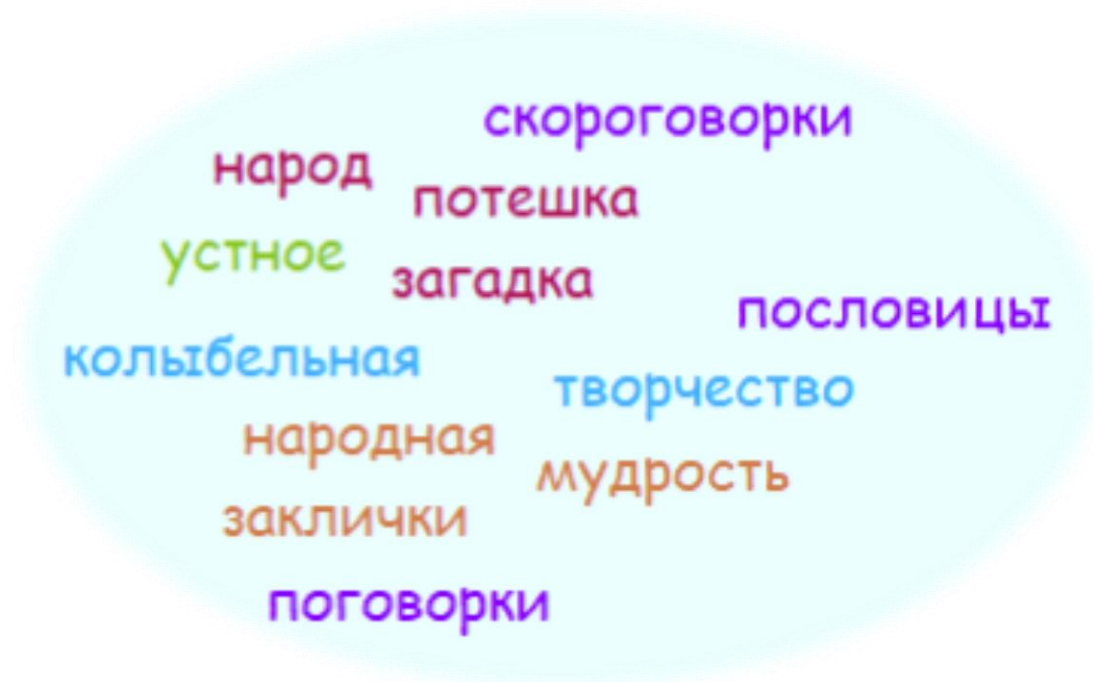 скороговорки
народ
потешка
устное
загадка
пословицы
колыбельная
творчество
народная
мудрость
заклички
поговорки